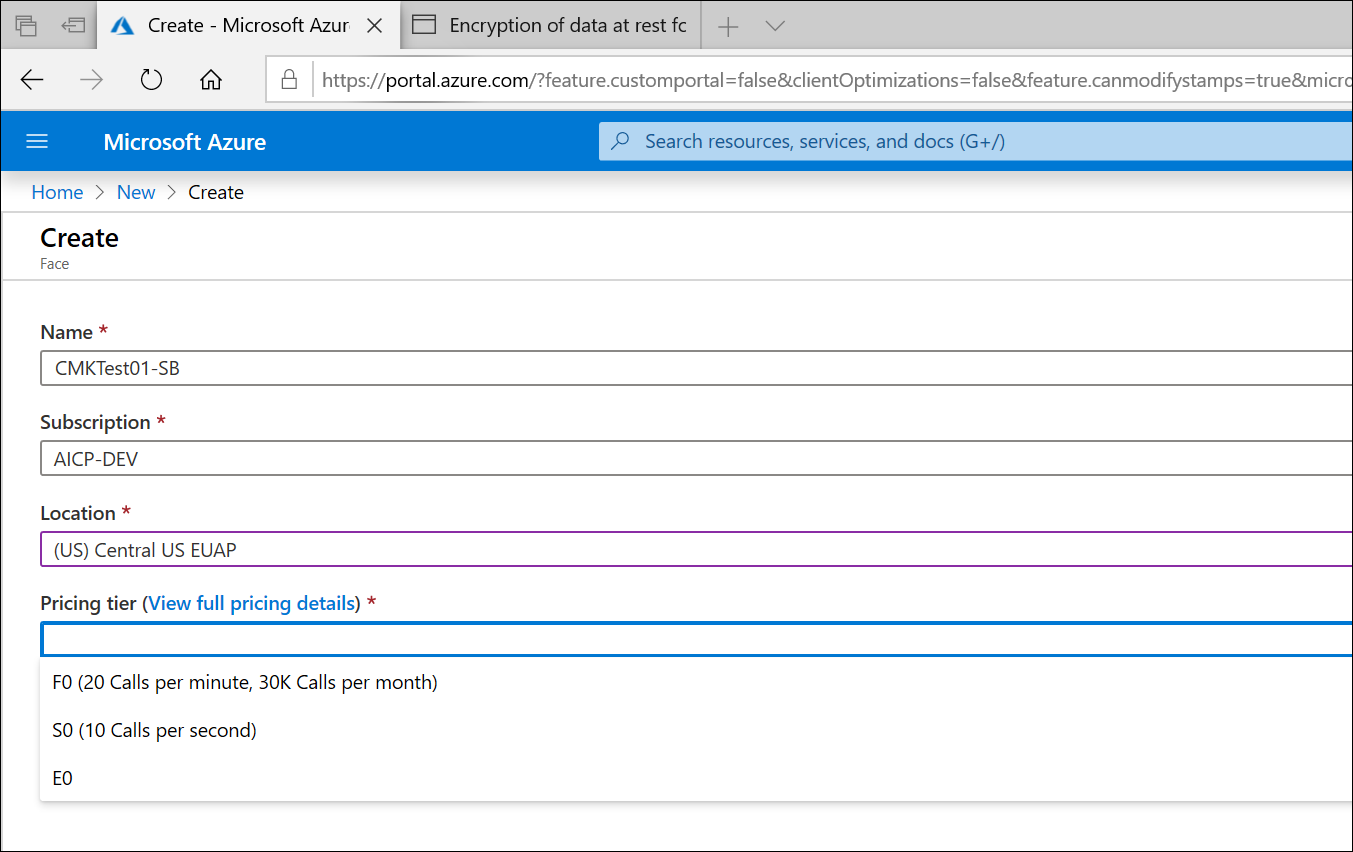 Create - Microsoft Azur
Encryption of data at rest fo
https://portal.azure.com/?feature.customportal=false&clientOptimizations=false&feature.canmodifystamps=true&micro
Microsoft Azure
Search resources, services, and docs (G+/)
Home > New > Create
Create
Face
Name *
CMKTest01-SB
Subscription *
AICP-DEV
Location *
(US) Central US EUAP
Pricing tier (View full pricing details) *
F0 (20 Calls per minute, 30K Calls per month)
S0 (10 Calls per second)
E0